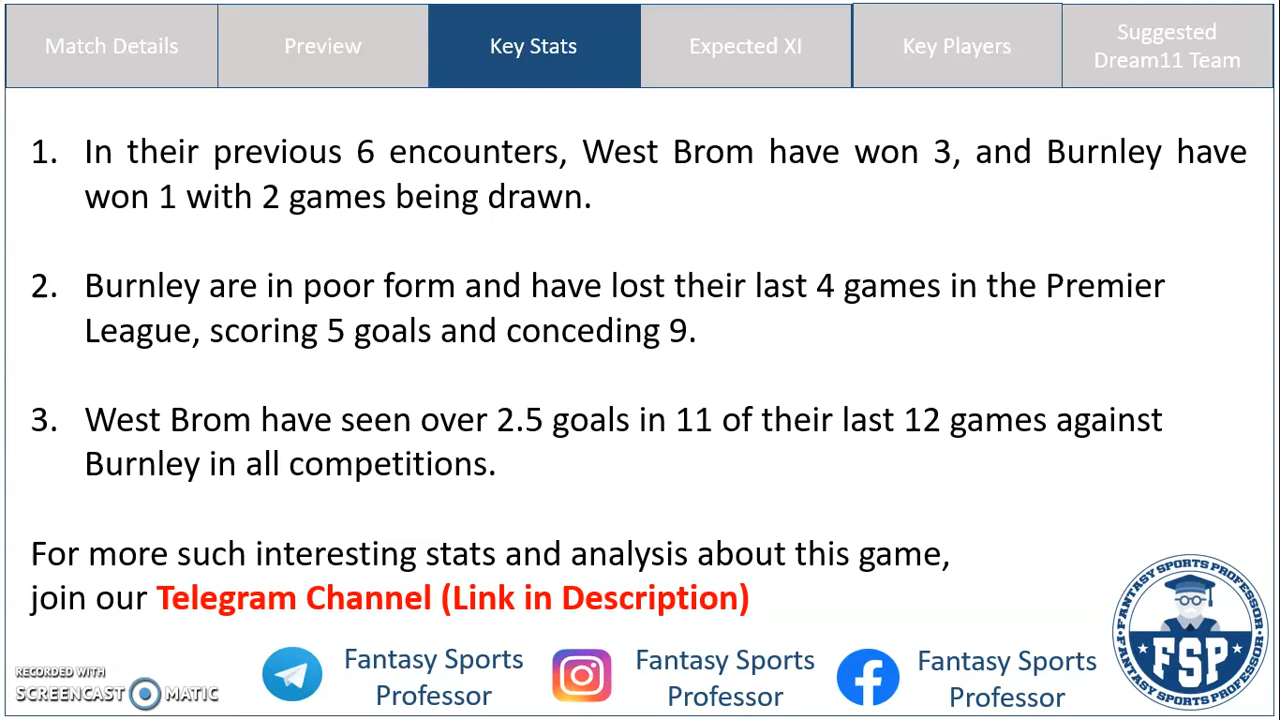 Match Details
Preview
Key Stats
Expected XI
Key Players
Suggested
Dream11 Team
1. In their previous 6 encounters, West Brom have won 3, and Burnley have
won 1 with 2 games being drawn.
2. Burnley are in poor form and have lost their last 4 games in the Premier
League, scoring 5 goals and conceding 9.
3. West Brom have seen over 2.5 goals in 11 of their last 12 games against
Burnley in all competitions.
For more such interesting stats and analysis about this game,
join our Telegram Channel (Link in Description)
RECORDED WITH
SCREENCAST MATIC
Fantasy Sports
Professor
Fantasy Sports
Professor
Fantasy Sports
Professor
FANTASY SPORTS PROFESSOR
FSP
FANTASY SPORTS PROFESSOR